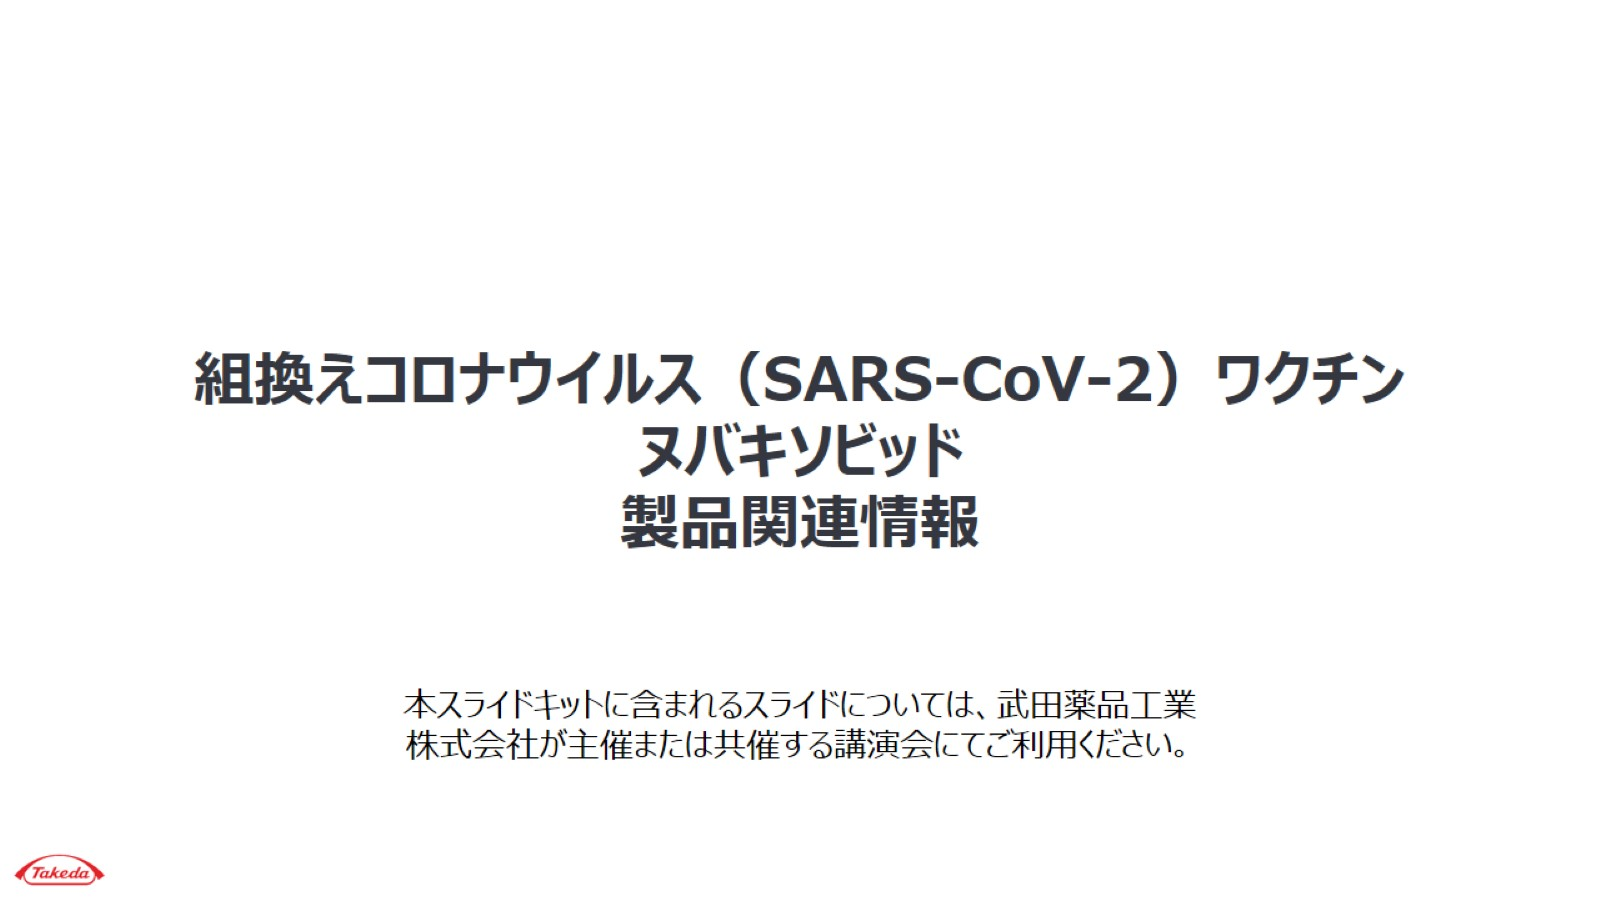 組換えコロナウイルス（SARS-CoV-2）ワクチン
ヌバキソビッド
製品関連情報
本スライドキットに含まれるスライドについては、武田薬品工業
株式会社が主催または共催する講演会にてご利用ください。
Takeda